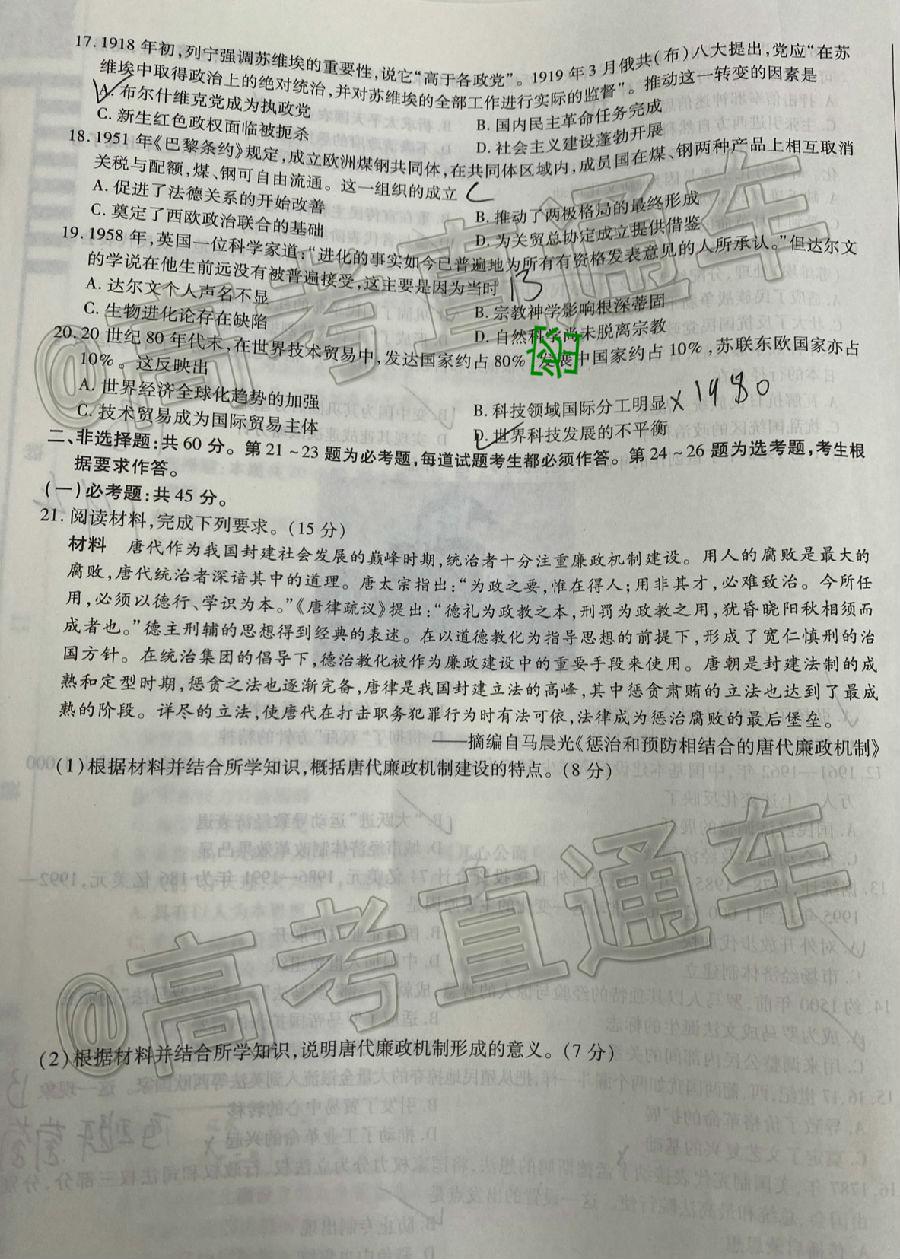 17. 1918 年初,列宁强调苏维埃的重要性,说它“高于各政党”。1919 年 3 月俄共(布)八大提出,党应“在苏
维埃中取得政治上的绝对统治,并对苏维埃的全部工作进行实际的监督”。推动这一转变的因素是
A. 布尔什维克党成为执政党
B. 国内民主革命任务完成
C. 新生红色政权面临被扼杀
D. 社会主义建设蓬勃开展
18. 1951 年《巴黎条约》规定,成立欧洲煤钢共同体,在共同体区域内,成员国在煤、钢两种产品上相互取消
关税与配额,煤、钢可自由流通。这一组织的成立 C
A. 促进了法德关系的开始改善
B. 推动了两极格局的最终形成
C. 奠定了西欧政治联合的基础
D. 为关贸总协定成立提供借鉴
19. 1958 年,英国一位科学家道:“进化的事实如今已普遍地为所有有资格发表意见的人所承认。”但达尔文
的学说在他生前远没有被普遍接受,这主要是因为当时 B
A. 达尔文个人声名不显
B. 宗教神学影响根深蒂固
C. 生物进化论存在缺陷
D. 自然科学尚未脱离宗教
20. 20 世纪 80 年代末,在世界技术贸易中,发达国家约占 80%,发展中国家约占 10%,苏联东欧国家亦占
10%。这反映出
A. 世界经济全球化趋势的加强
B. 科技领域国际分工明显 × 1980
C. 技术贸易成为国际贸易主体
D. 世界科技发展的不平衡
二、非选择题:共 60 分。第 21~23 题为必考题,每道试题考生都必须作答。第 24~26 题为选考题,考生根
据要求作答。
(一)必考题:共 45 分。
21. 阅读材料,完成下列要求。(15 分)
材料 唐代作为我国封建社会发展的巅峰时期,统治者十分注重廉政机制建设。用人的腐败是最大的
腐败,唐代统治者深谙其中的道理。唐太宗指出:“为政之要,惟在得人;用非其才,必难致治。今所任
用,必须以德行、学识为本。”《唐律疏议》提出:“德礼为政教之本,刑罚为政教之用,犹昏晓阳秋相须而
成者也。”德主刑辅的思想得到经典的表述。在以道德教化为指导思想的前提下,形成了宽仁慎刑的治
国方针。在统治集团的倡导下,德治教化被作为廉政建设中的重要手段来使用。唐朝是封建法制的成
熟和定型时期,惩贪之法也逐渐完备,唐律是我国封建立法的高峰,其中惩贪肃贿的立法也达到了最成
熟的阶段。详尽的立法,使唐代在打击职务犯罪行为时有法可依,法律成为惩治腐败的最后堡垒。
——摘编自马晨光《惩治和预防相结合的唐代廉政机制》
(1)根据材料并结合所学知识,概括唐代廉政机制建设的特点。(8 分)
(2)根据材料并结合所学知识,说明唐代廉政机制形成的意义。(7 分)
@高考直通车
@高考直通车